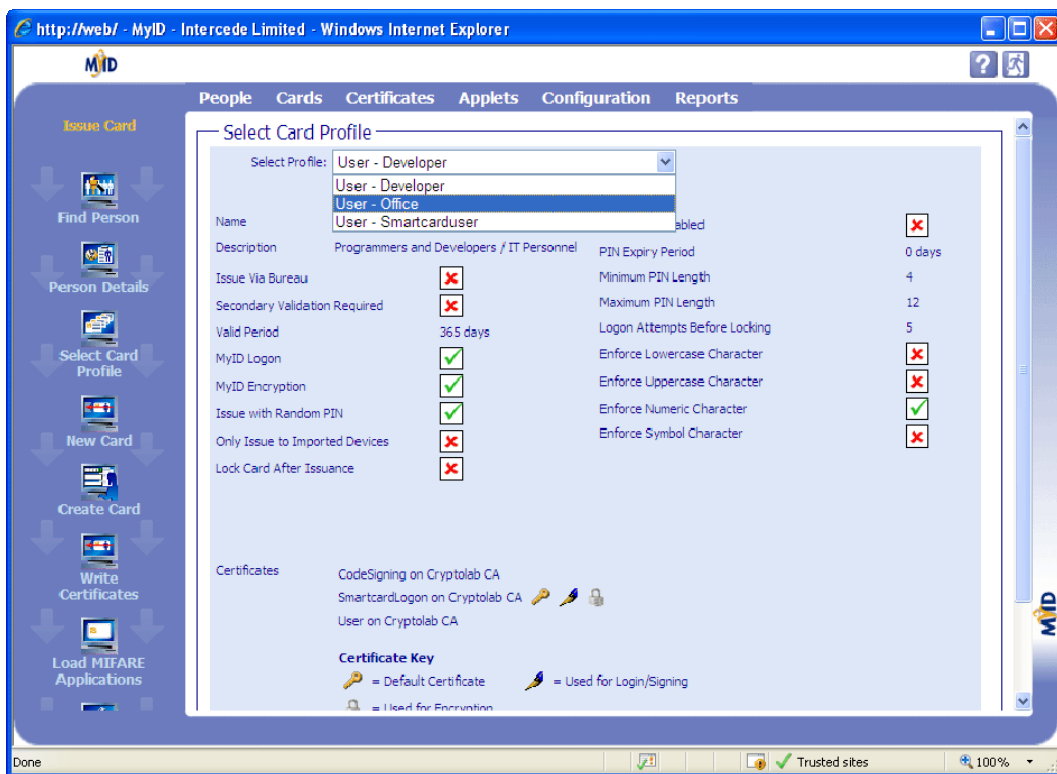 http://web/ - MyID - Intercede Limited - Windows Internet Explorer
MyID
?
People Cards Certificates Applets Configuration Reports
Issue Card
Find Person
Person Details
Select Card
Profile
New Card
Create Card
Write
Certificates
Load MIFARE
Applications
Select Card Profile
Select Profile: User - Developer
User - Developer
User - Office
User - Smartcarduser
Name
Description Programmers and Developers / IT Personnel
Issue Via Bureau
Secondary Validation Required
Valid Period 365 days
MyID Logon
MyID Encryption
Issue with Random PIN
Only Issue to Imported Devices
Lock Card After Issuance
abled
PIN Expiry Period 0 days
Minimum PIN Length 4
Maximum PIN Length 12
Logon Attempts Before Locking 5
Enforce Lowercase Character
Enforce Uppercase Character
Enforce Numeric Character
Enforce Symbol Character
Certificates
CodeSigning on Cryptolab CA
SmartcardLogon on Cryptolab CA
User on Cryptolab CA
Certificate Key
= Default Certificate = Used for Login/Signing
= Used for Encryption
MyID
Done Trusted sites 100%